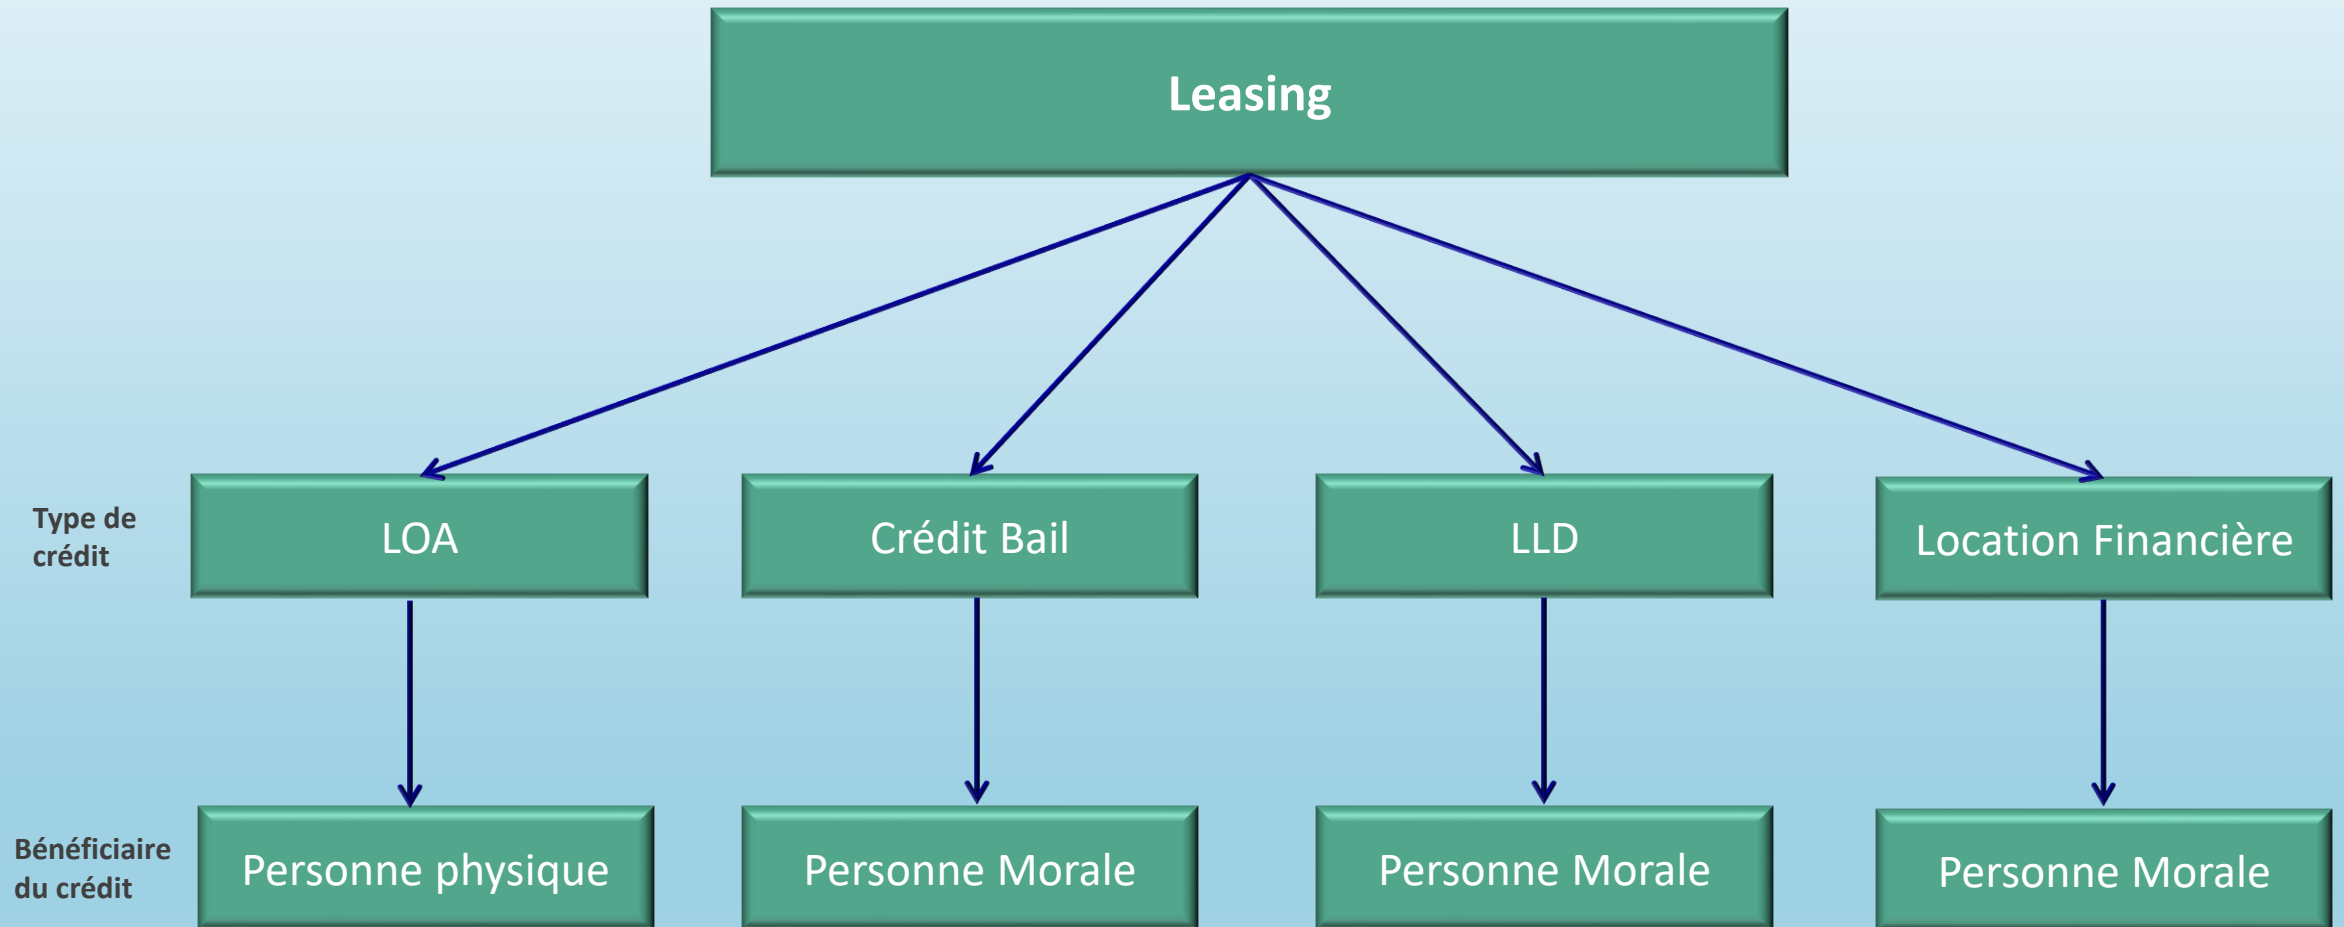 Leasing
Type de
crédit
LOA
Crédit Bail
LLD
Location Financière
Bénéficiaire
du crédit
Personne physique
Personne Morale
Personne Morale
Personne Morale